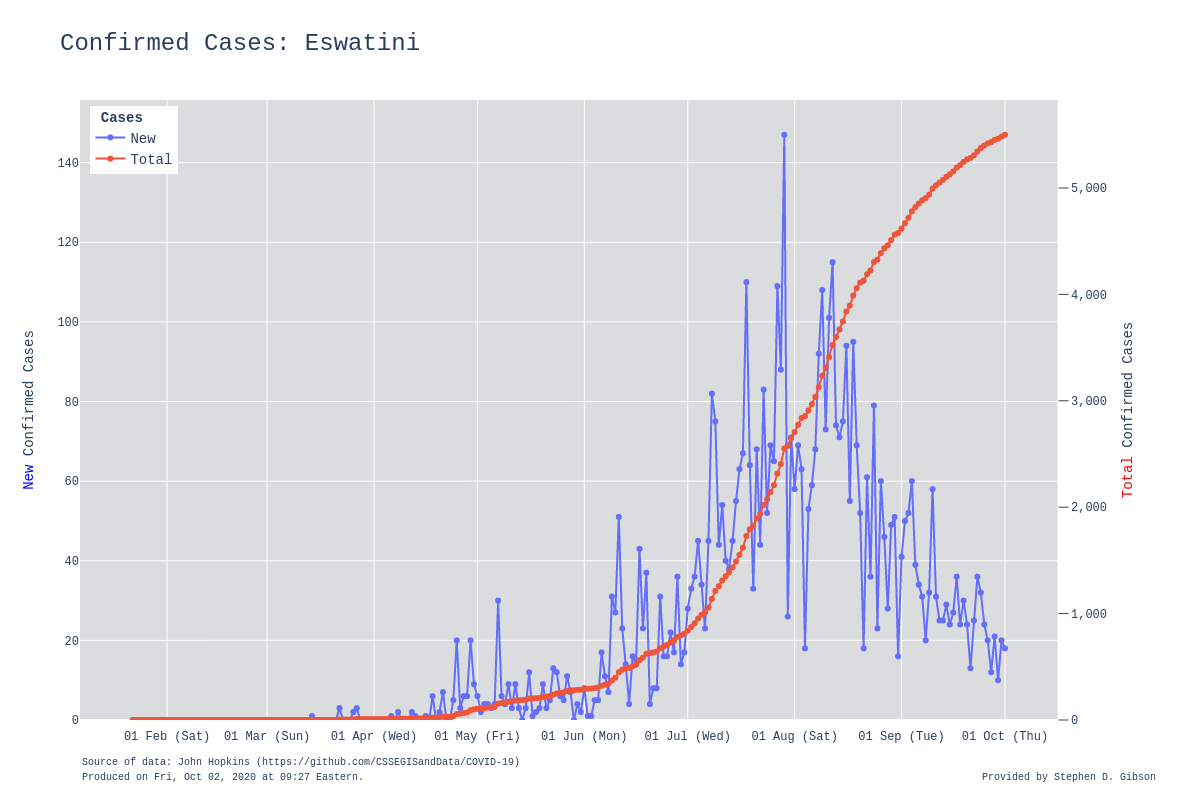 Confirmed Cases: Eswatini
Cases
New
Total
140
120
100
80
60
40
20
0
5,000
4,000
3,000
2,000
1,000
0
New Confirmed Cases
Total Confirmed Cases
01 Feb (Sat) 01 Mar (Sun) 01 Apr (Wed) 01 May (Fri) 01 Jun (Mon) 01 Jul (Wed) 01 Aug (Sat) 01 Sep (Tue) 01 Oct (Thu)
Source of data: John Hopkins (https://github.com/CSSEGISandData/COVID-19)
Produced on Fri, Oct 02, 2020 at 09:27 Eastern.
Provided by Stephen D. Gibson